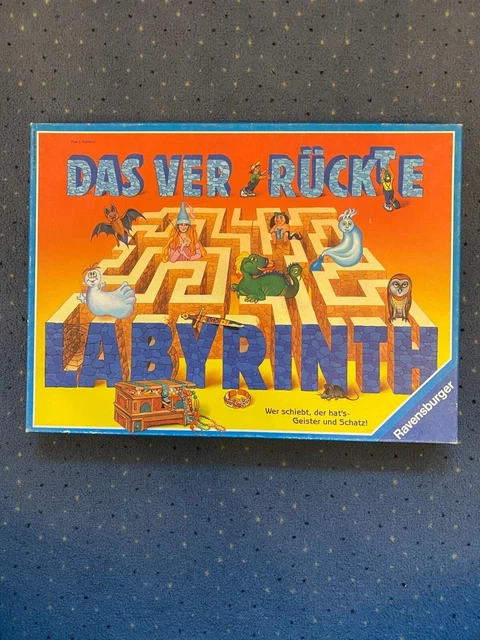 DAS VER RÜCKTE
LABYRINTH
Wer schiebt, der hat's-
Geister und Schatz!
Ravensburger